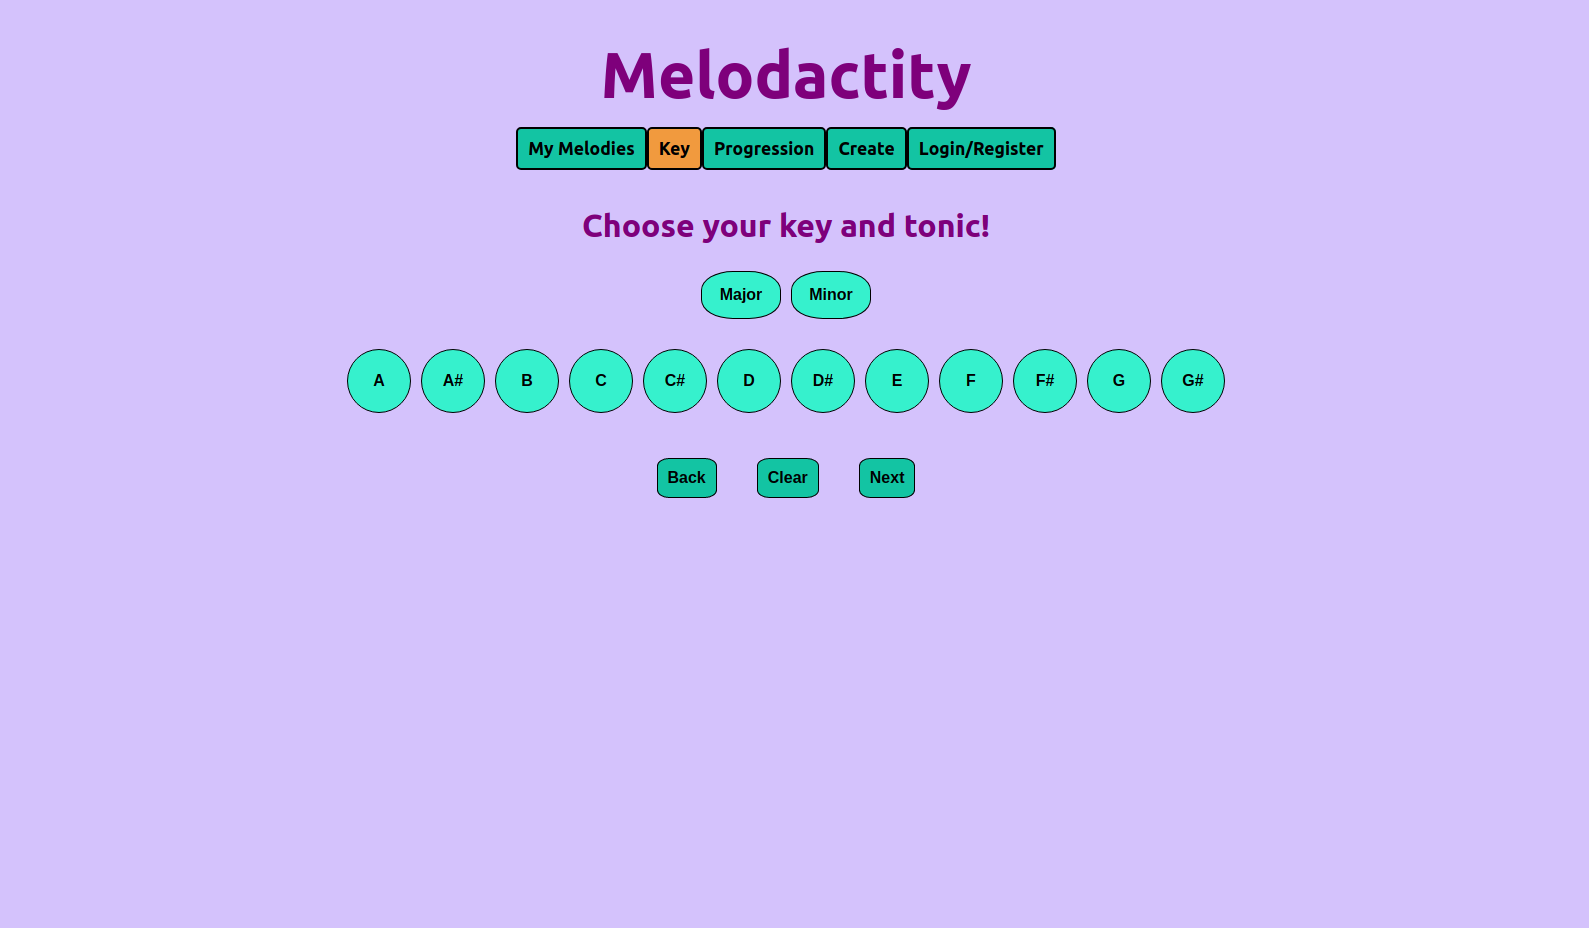 Melodactity
My Melodies Key Progression Create Login/Register
Choose your key and tonic!
Major Minor
A A# B C C# D D# E F F# G G#
Back Clear Next